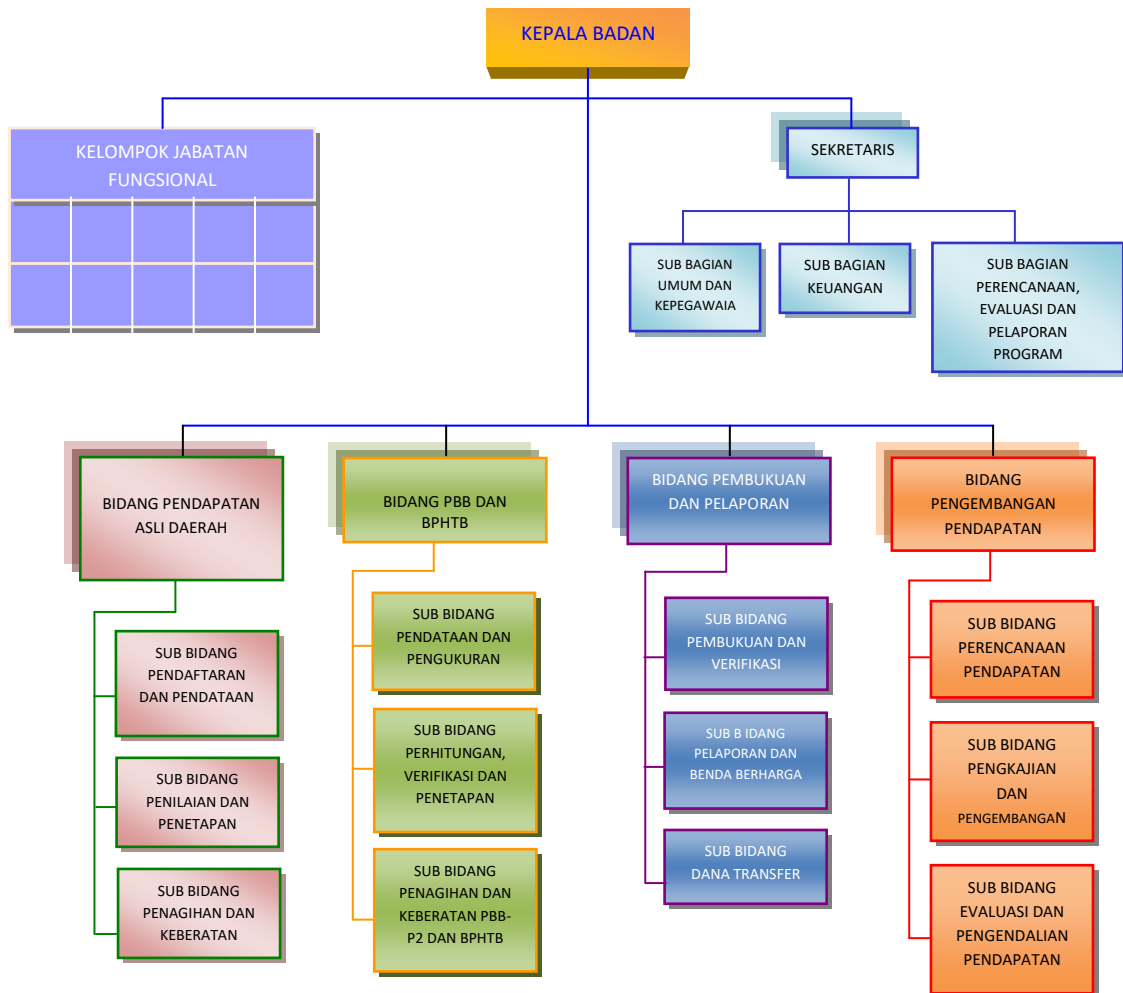 KEPALA BADAN
KELOMPOK JABATAN
FUNGSIONAL
SEKRETARIS
SUB BAGIAN
UMUM DAN
KEPEGAWAIA
SUB BAGIAN
KEUANGAN
SUB BAGIAN
PERENCANAAN,
EVALUASI DAN
PELAPORAN
PROGRAM
BIDANG PENDAPATAN
ASLI DAERAH
SUB BIDANG
PENDAFTARAN
DAN PENDATAAN
SUB BIDANG
PENILAIAN DAN
PENETAPAN
SUB BIDANG
PENAGIHAN DAN
KEBERATAN
BIDANG PBB DAN
BPHTB
SUB BIDANG
PENDATAAN DAN
PENGUKURAN
SUB BIDANG
PERHITUNGAN,
VERIFIKASI DAN
PENETAPAN
SUB BIDANG
PENAGIHAN DAN
KEBERATAN PBB-
P2 DAN BPHTB
BIDANG PEMBUKUAN
DAN PELAPORAN
SUB BIDANG
PEMBUKUAN DAN
VERIFIKASI
SUB B IDANG
PELAPORAN DAN
BENDA BERHARGA
SUB BIDANG
DANA TRANSFER
BIDANG
PENGEMBANGAN
PENDAPATAN
SUB BIDANG
PERENCANAAN
PENDAPATAN
SUB BIDANG
PENGKAJIAN
DAN
PENGEMBANGAN
SUB BIDANG
EVALUASI DAN
PENGENDALIAN
PENDAPATAN